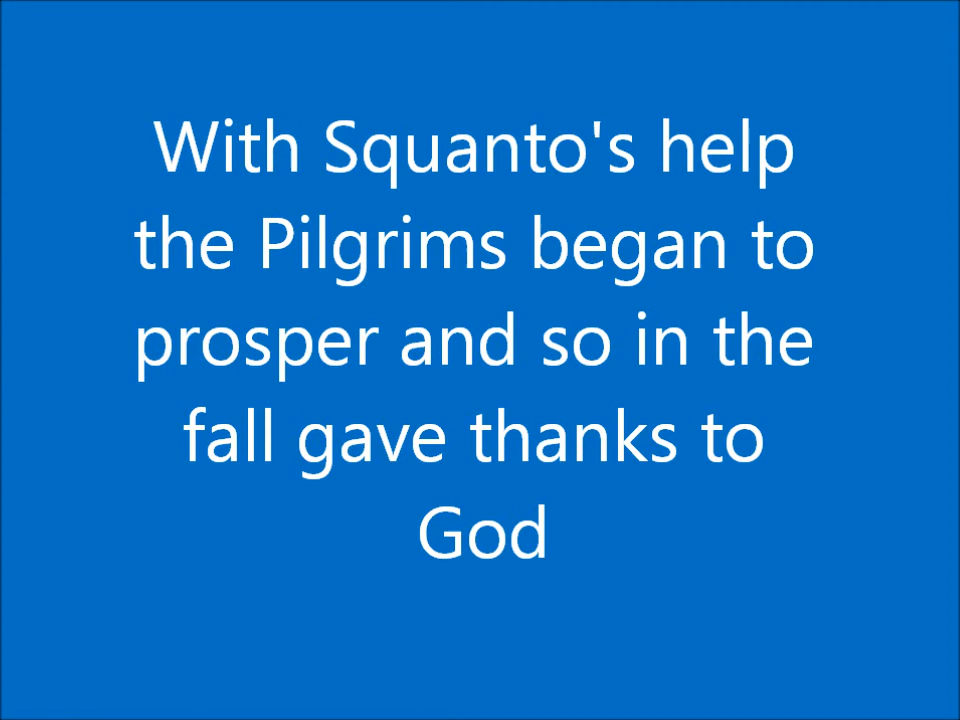 With Squanto's help
the Pilgrims began to
prosper and so in the
fall gave thanks to
God